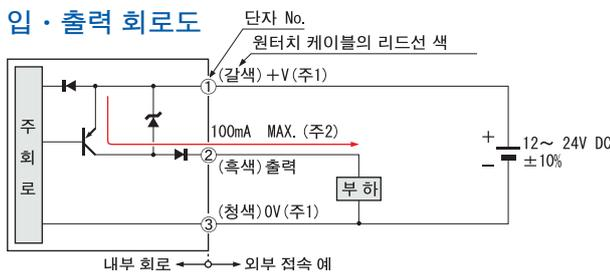 입・출력 회로도
단자 No.
원터치 케이블의 리드선 색
(갈색) +V(주1)
100mA MAX. (주2)
(흑색) 출력
(청색) 0V (주1)
1
2
3
주회로
부하
+
−
12～ 24V DC
±10%
내부 회로
외부 접속 예